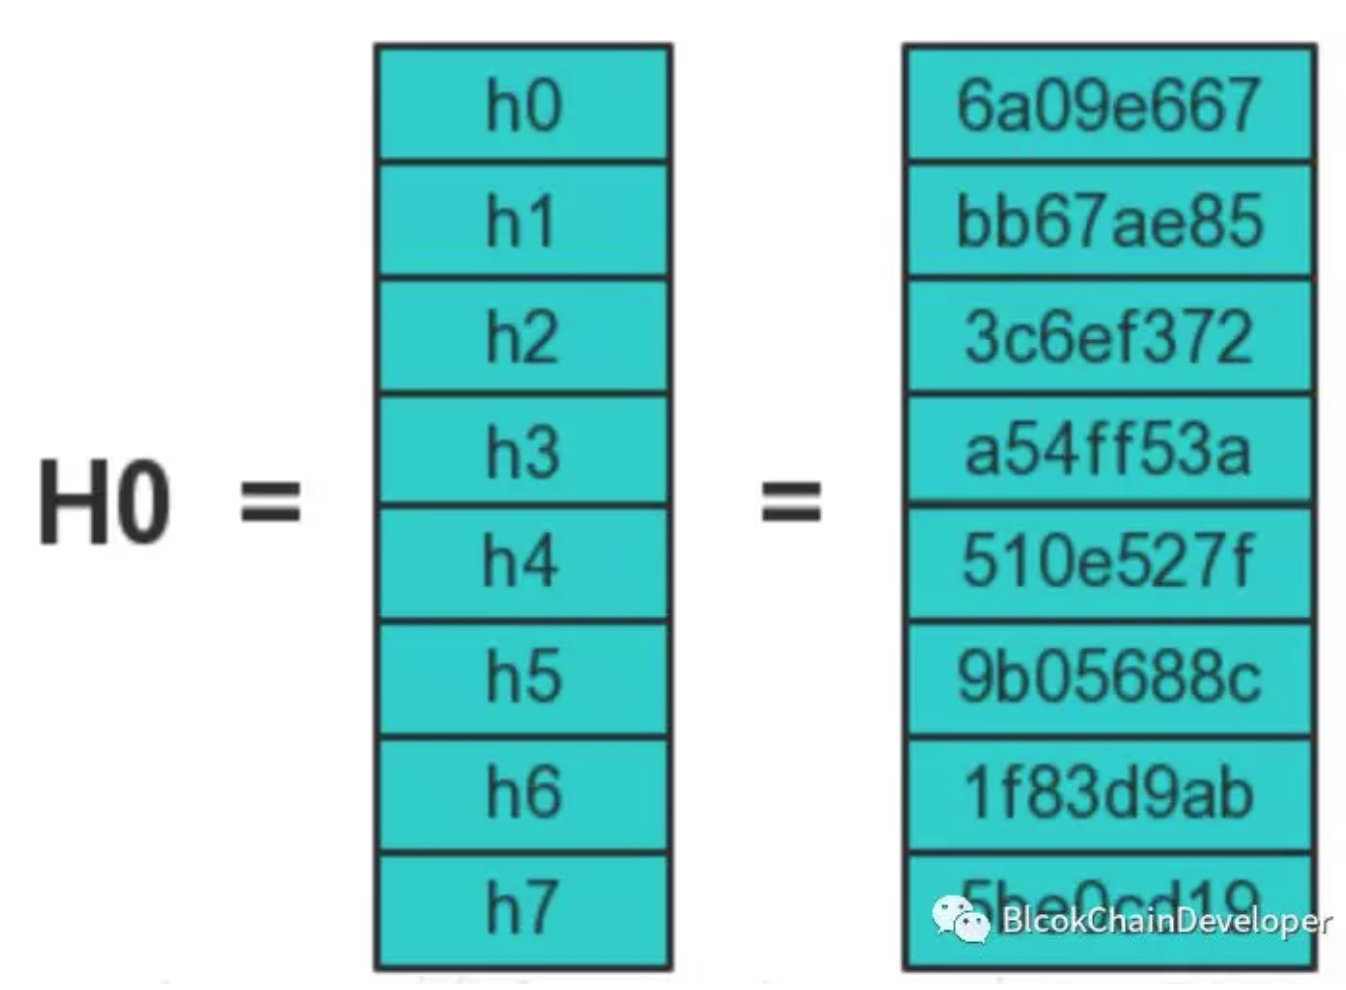 h0 6a09e667
h1 bb67ae85
h2 3c6ef372
h3 a54ff53a
H0 = =
h4 510e527f
h5 9b05688c
h6 1f83d9ab
h7 5be0cd19
BlcokChainDeveloper